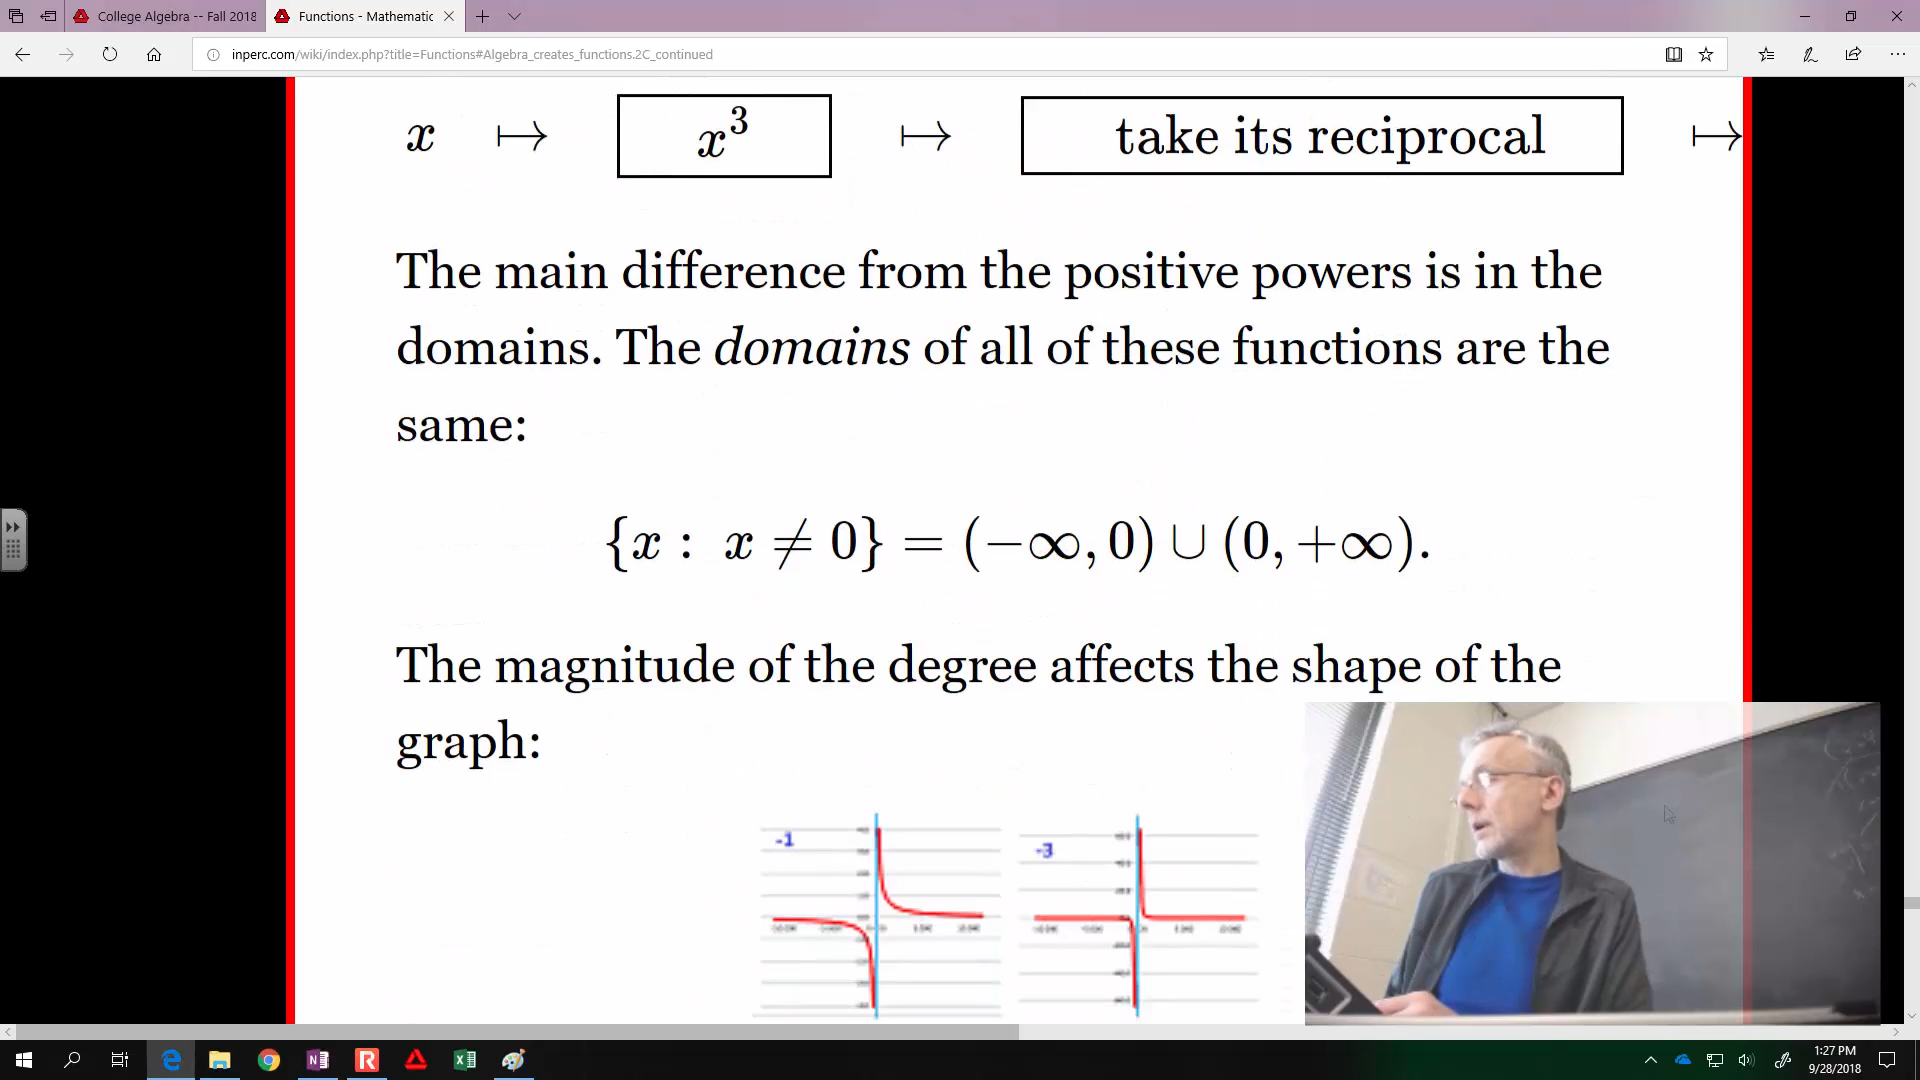 College Algebra -- Fall 2018
Functions - Mathematic
inperc.com/wiki/index.php?title=Functions#Algebra_creates_functions.2C_continued
x ↦ x³ ↦ take its reciprocal ↦
The main difference from the positive powers is in the
domains. The domains of all of these functions are the
same:
{x : x ≠ 0} = (−∞, 0) ∪ (0, +∞).
The magnitude of the degree affects the shape of the
graph:
-1
-3
1:27 PM
9/28/2018